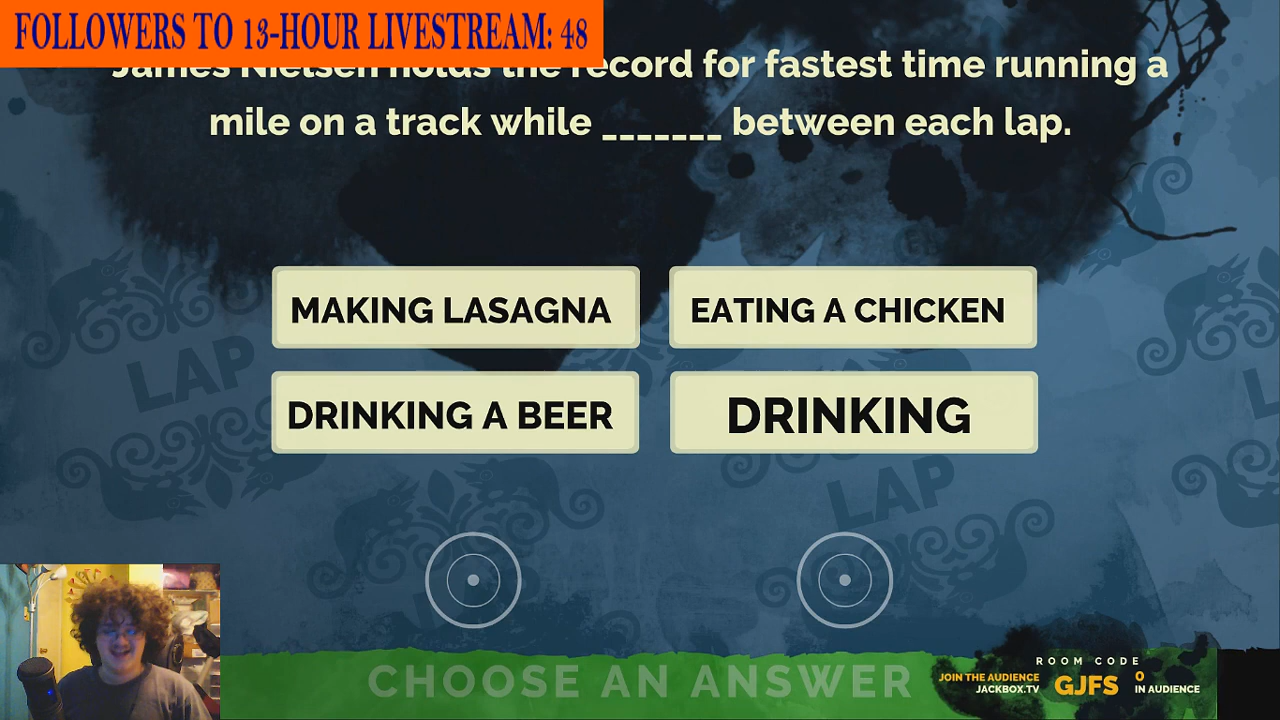 FOLLOWERS TO 13-HOUR LIVESTREAM: 48
James Nielsen holds the record for fastest time running a
mile on a track while _______ between each lap.
MAKING LASAGNA
EATING A CHICKEN
DRINKING A BEER
DRINKING
LAP
LAP
CHOOSE AN ANSWER
ROOM CODE
JOIN THE AUDIENCE
JACKBOX.TV
GJFS
0
IN AUDIENCE